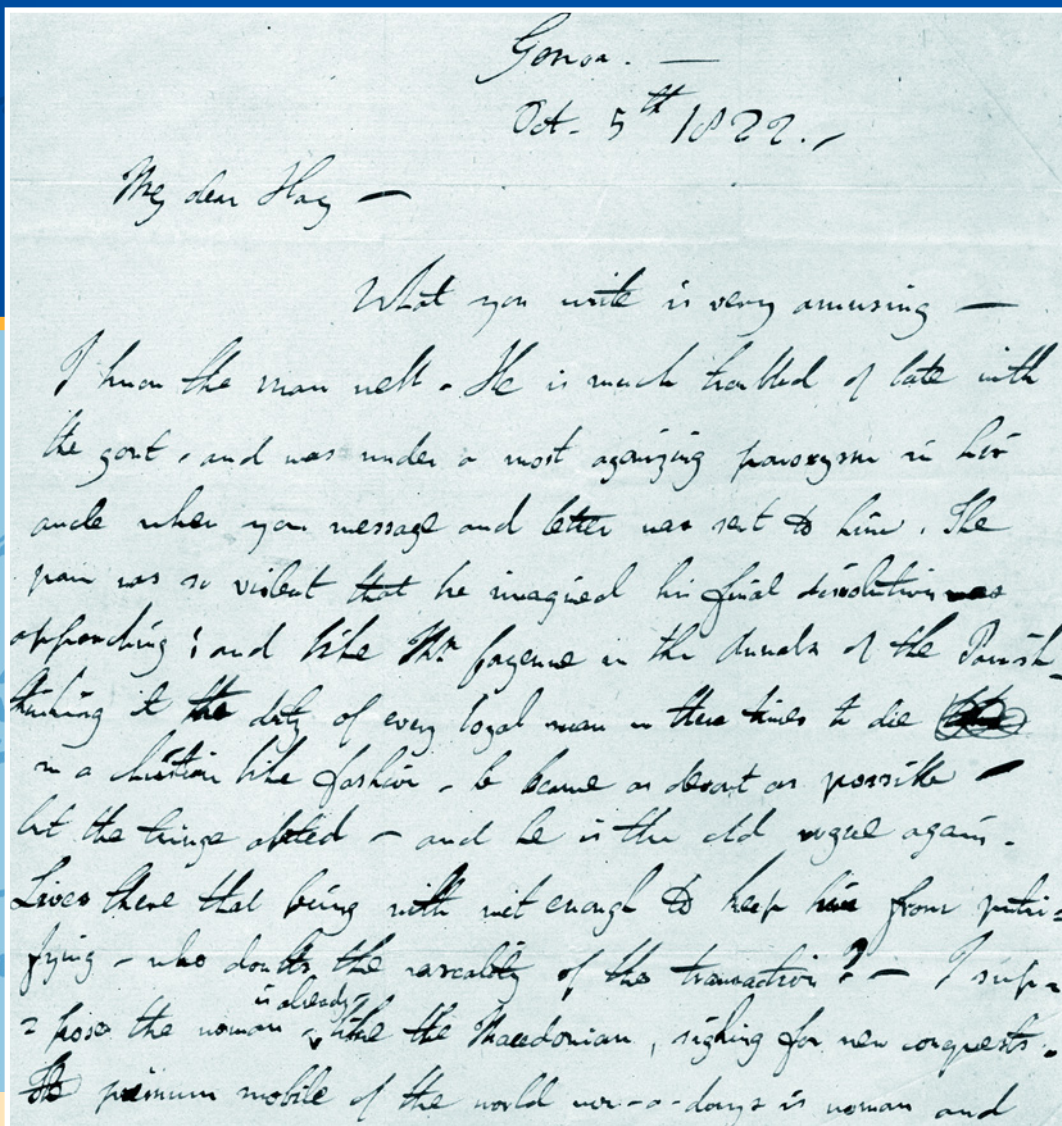 Genoa. —
Oct. 5th 1822.,
My dear Hay —
What you write is very amusing —
I know the man well. He is much troubled of late with
the gout, and was under a most agonizing paroxysm in his
ancle when you message and letter was sent to him. The
pain was so violent that he imagined his final dissolution was
approaching; and like Mr. in the Annals of the Parish
thinking it the duty of every loyal man in these times to die
in a christian like fashion - he became as devout as possible —
but the twinge abated - and he is the old rogue again.
Lives there that being with wit enough to keep him from putri=
fying - who doubts the rascality of the transaction? — I sup=
=pose the woman is already like the Macedonian, sighing for new conquests.
The primum mobile of the world now-a-days is woman and